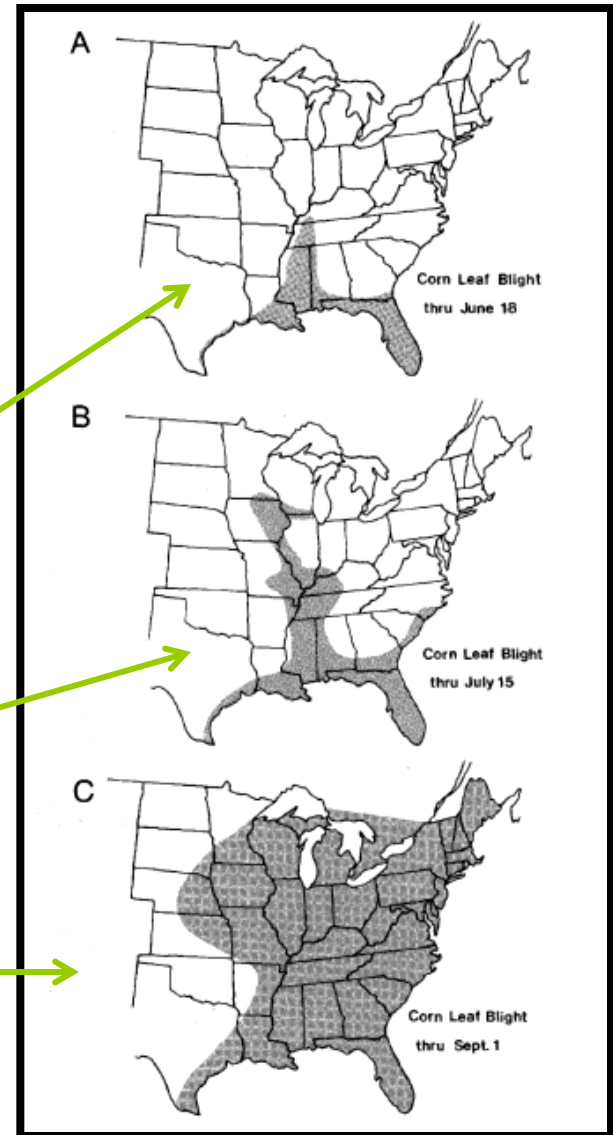 A
Corn Leaf Blight
thru June 18
B
Corn Leaf Blight
thru July 15
C
Corn Leaf Blight
thru Sept. 1